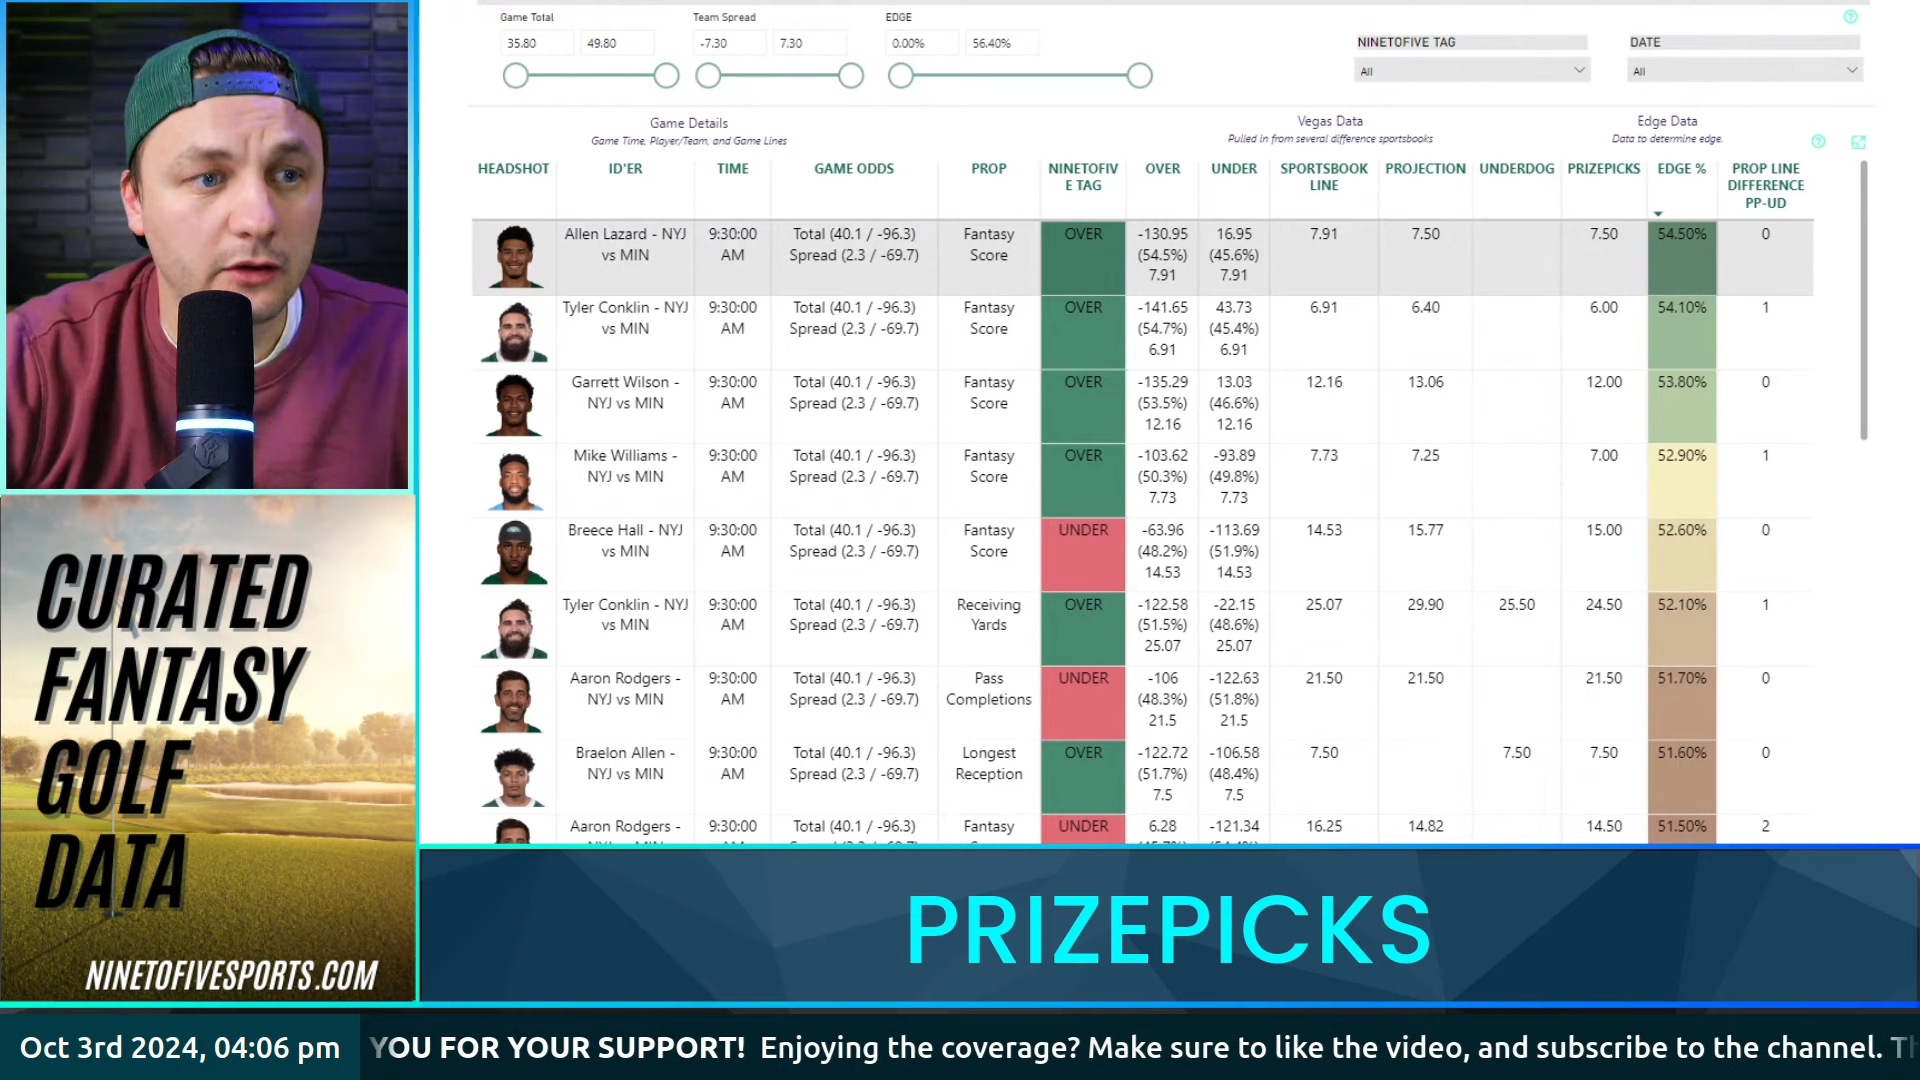 Game Total
Team Spread
EDGE
35.80 49.80 -7.30 7.30 0.00% 56.40%
NINETOFIVE TAG
DATE
All
All
Game Details
Game Time, Player/Team, and Game Lines
Vegas Data
Pulled in from several difference sportsbooks
Edge Data
Data to determine edge.
HEADSHOT ID'ER TIME GAME ODDS PROP NINETOFIV OVER UNDER SPORTSBOOK PROJECTION UNDERDOG PRIZEPICKS EDGE % PROP LINE
E TAG LINE DIFFERENCE
PP-UD
Allen Lazard - NYJ 9:30:00 Total (40.1 / -96.3) Fantasy OVER -130.95 16.95 7.91 7.50 7.50 54.50% 0
vs MIN AM Spread (2.3 / -69.7) Score (54.5%) (45.6%)
7.91 7.91
Tyler Conklin - NYJ 9:30:00 Total (40.1 / -96.3) Fantasy OVER -141.65 43.73 6.91 6.40 6.00 54.10% 1
vs MIN AM Spread (2.3 / -69.7) Score (54.7%) (45.4%)
6.91 6.91
Garrett Wilson - 9:30:00 Total (40.1 / -96.3) Fantasy OVER -135.29 13.03 12.16 13.06 12.00 53.80% 0
NYJ vs MIN AM Spread (2.3 / -69.7) Score (53.5%) (46.6%)
12.16 12.16
Mike Williams - 9:30:00 Total (40.1 / -96.3) Fantasy OVER -103.62 -93.89 7.73 7.25 7.00 52.90% 1
NYJ vs MIN AM Spread (2.3 / -69.7) Score (50.3%) (49.8%)
7.73 7.73
Breece Hall - NYJ 9:30:00 Total (40.1 / -96.3) Fantasy UNDER -63.96 -113.69 14.53 15.77 15.00 52.60% 0
vs MIN AM Spread (2.3 / -69.7) Score (48.2%) (51.9%)
14.53 14.53
Tyler Conklin - NYJ 9:30:00 Total (40.1 / -96.3) Receiving OVER -122.58 -22.15 25.07 29.90 25.50 24.50 52.10% 1
vs MIN AM Spread (2.3 / -69.7) Yards (51.5%) (48.6%)
25.07 25.07
Aaron Rodgers - 9:30:00 Total (40.1 / -96.3) Pass UNDER -106 -122.63 21.50 21.50 21.50 51.70% 0
NYJ vs MIN AM Spread (2.3 / -69.7) Completions (48.3%) (51.8%)
21.5 21.5
Braelon Allen - 9:30:00 Total (40.1 / -96.3) Longest OVER -122.72 -106.58 7.50 7.50 7.50 51.60% 0
NYJ vs MIN AM Spread (2.3 / -69.7) Reception (51.7%) (48.4%)
7.5 7.5
Aaron Rodgers - 9:30:00 Total (40.1 / -96.3) Fantasy UNDER 6.28 -121.34 16.25 14.82 14.50 51.50% 2
CURATED
FANTASY
GOLF
DATA
NINETOFIVESPORTS.COM
PRIZEPICKS
Oct 3rd 2024, 04:06 pm
YOU FOR YOUR SUPPORT! Enjoying the coverage? Make sure to like the video, and subscribe to the channel.